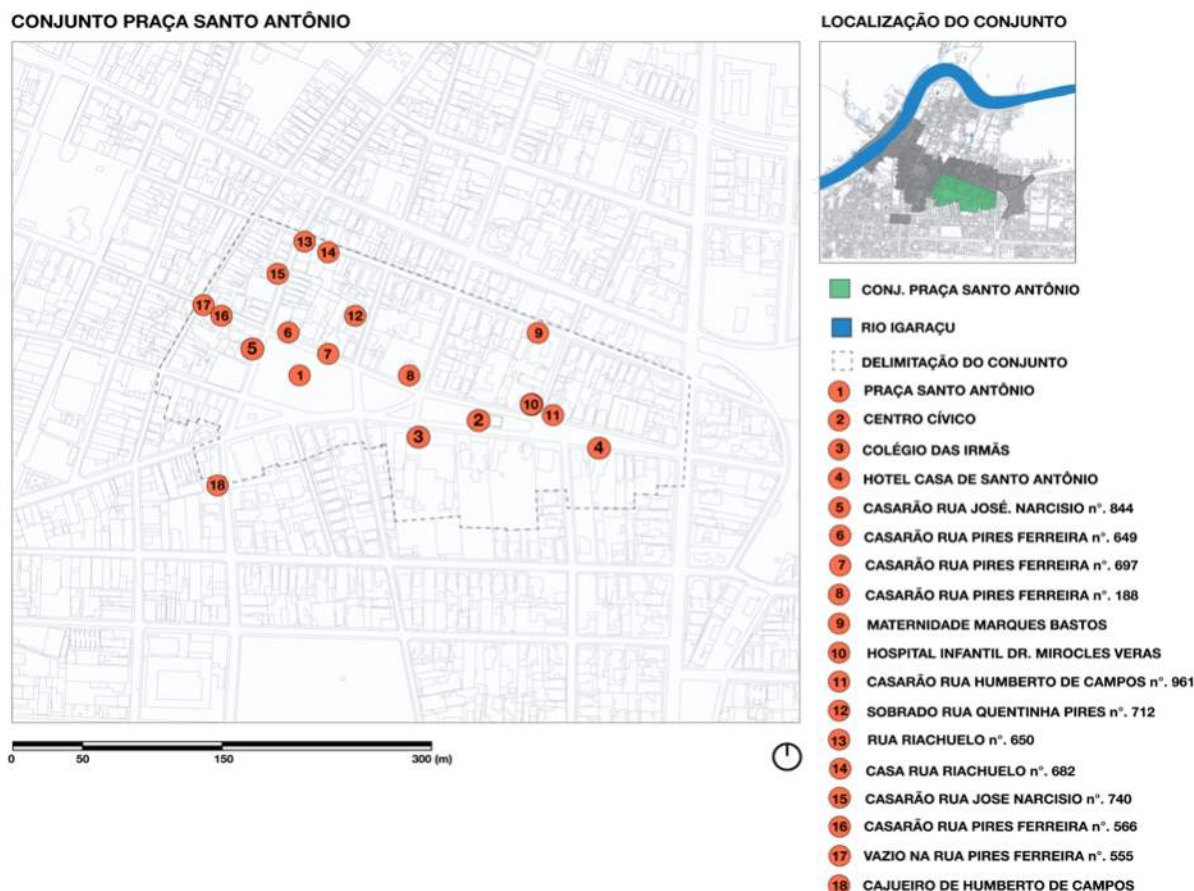 CONJUNTO PRAÇA SANTO ANTÔNIO
13
14
15
17
16
12
6
9
5
7
1
8
10
11
2
3
4
18
0 50 150 300 (m)
LOCALIZAÇÃO DO CONJUNTO
CONJ. PRAÇA SANTO ANTÔNIO
RIO IGARAÇU
DELIMITAÇÃO DO CONJUNTO
1 PRAÇA SANTO ANTÔNIO
2 CENTRO CÍVICO
3 COLÉGIO DAS IRMÃS
4 HOTEL CASA DE SANTO ANTÔNIO
5 CASARÃO RUA JOSÉ. NARCISIO n°. 844
6 CASARÃO RUA PIRES FERREIRA n°. 649
7 CASARÃO RUA PIRES FERREIRA n°. 697
8 CASARÃO RUA PIRES FERREIRA n°. 188
9 MATERNIDADE MARQUES BASTOS
10 HOSPITAL INFANTIL DR. MIROCLES VERAS
11 CASARÃO RUA HUMBERTO DE CAMPOS n°. 961
12 SOBRADO RUA QUENTINHA PIRES n°. 712
13 RUA RIACHUELO n°. 650
14 CASA RUA RIACHUELO n°. 682
15 CASARÃO RUA JOSE NARCISIO n°. 740
16 CASARÃO RUA PIRES FERREIRA n°. 566
17 VAZIO NA RUA PIRES FERREIRA n°. 555
18 CAJUEIRO DE HUMBERTO DE CAMPOS